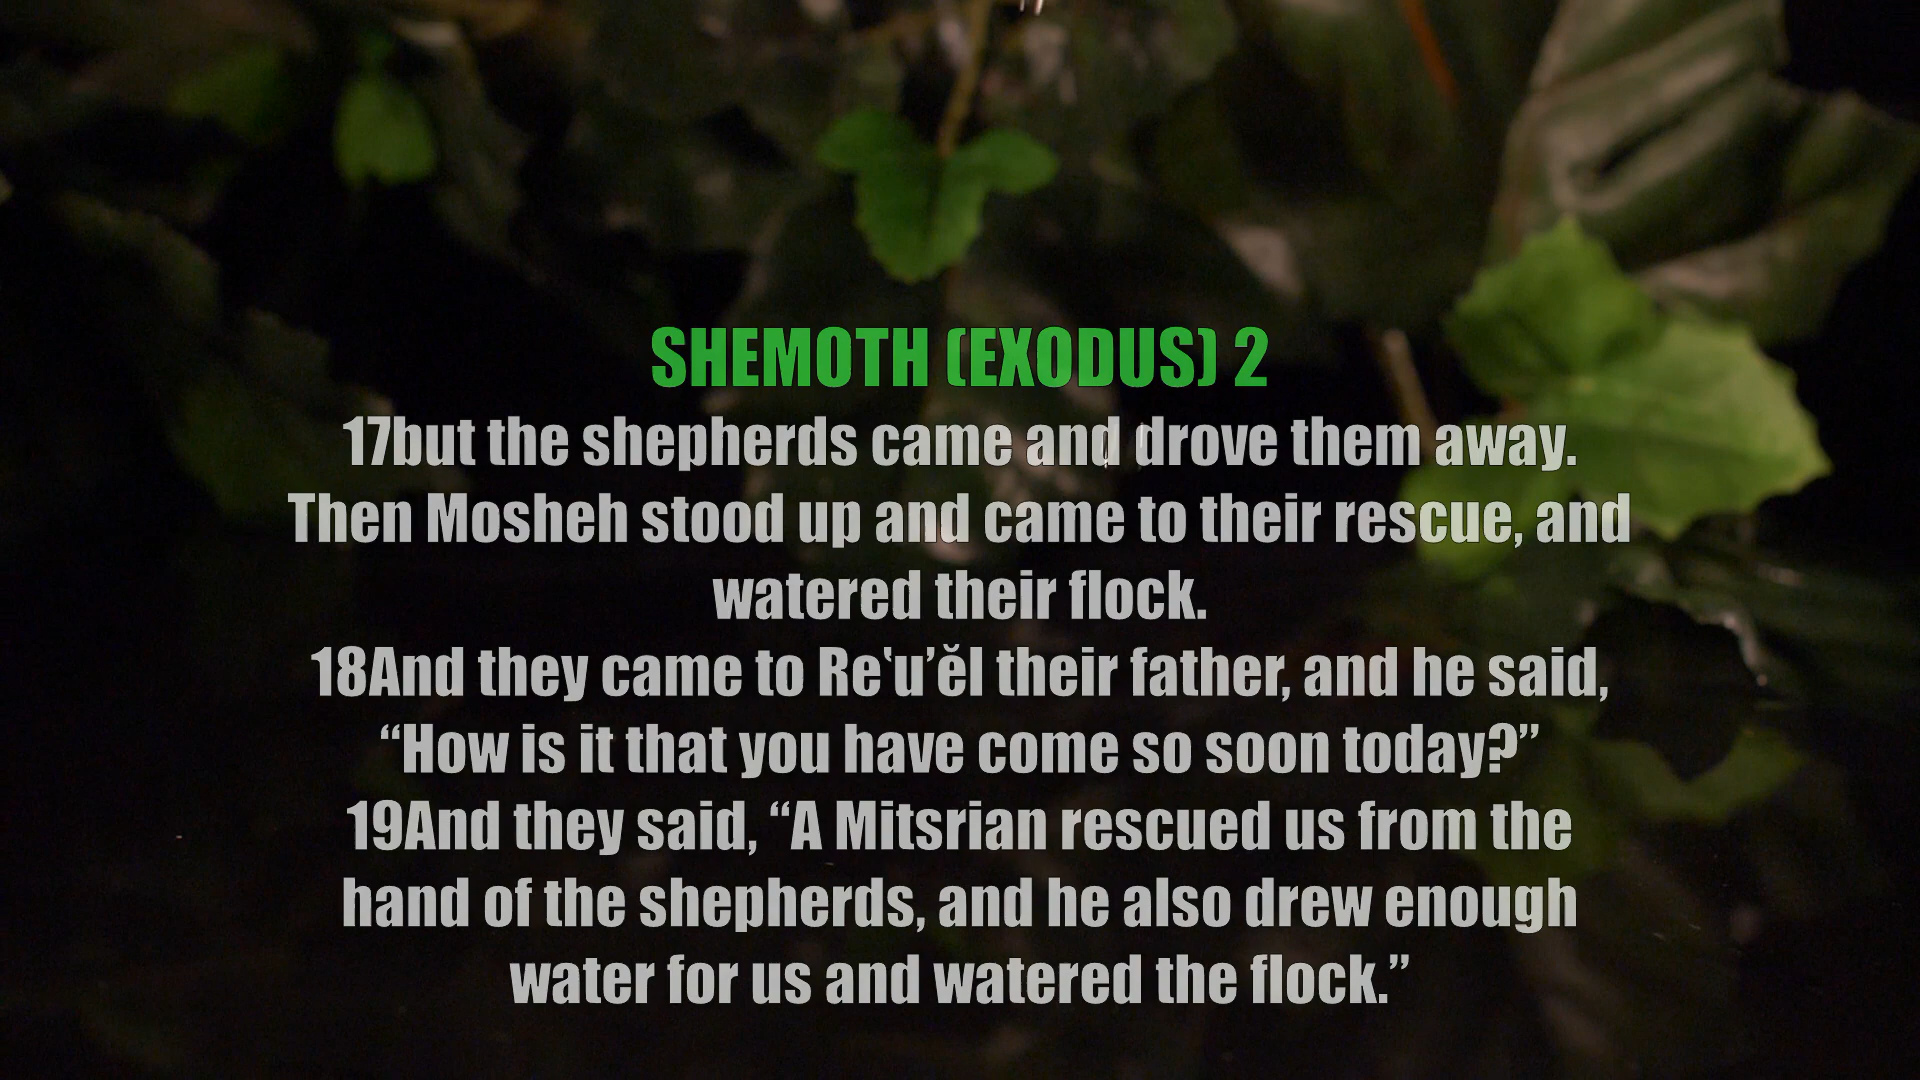 SHEMOTH (EXODUS) 2
17but the shepherds came and drove them away.
Then Mosheh stood up and came to their rescue, and
watered their flock.
18And they came to Re‛u’ĕl their father, and he said,
“How is it that you have come so soon today?”
19And they said, “A Mitsrian rescued us from the
hand of the shepherds, and he also drew enough
water for us and watered the flock.”